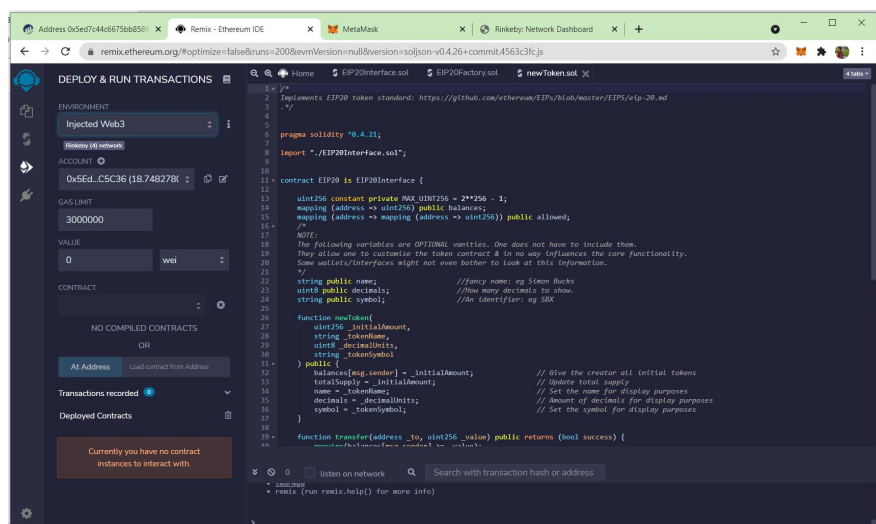 Address 0x5ed7c44c6675bb8589
Remix - Ethereum IDE
MetaMask
Rinkeby: Network Dashboard
remix.ethereum.org/#optimize=false&runs=200&evmVersion=null&version=soljson-v0.4.26+commit.4563c3fc.js
DEPLOY & RUN TRANSACTIONS
ENVIRONMENT
Injected Web3
i
Rinkeby (4) network
ACCOUNT
0x5Ed...C5C36 (18.748278(
GAS LIMIT
3000000
VALUE
0
wei
CONTRACT
NO COMPILED CONTRACTS
OR
At Address
Load contract from Address
Transactions recorded 0
Deployed Contracts
Currently you have no contract
instances to interact with.
Home
EIP20Interface.sol
EIP20Factory.sol
newToken.sol
4 tabs
1 /*
2 Implements EIP20 token standard: https://github.com/ethereum/EIPs/blob/master/EIPS/eip-20.md
3 .*/
4
5
6 pragma solidity ^0.4.21;
7
8 import "./EIP20Interface.sol";
9
10
11 contract EIP20 is EIP20Interface {
12
13 uint256 constant private MAX_UINT256 = 2**256 - 1;
14 mapping (address => uint256) public balances;
15 mapping (address => mapping (address => uint256)) public allowed;
16 /*
17 NOTE:
18 The following variables are OPTIONAL vanities. One does not have to include them.
19 They allow one to customise the token contract & in no way influences the core functionality.
20 Some wallets/interfaces might not even bother to look at this information.
21 */
22 string public name; //fancy name: eg Simon Bucks
23 uint8 public decimals; //How many decimals to show.
24 string public symbol; //An identifier: eg SBX
25
26 function newToken(
27 uint256 _initialAmount,
28 string _tokenName,
29 uint8 _decimalUnits,
30 string _tokenSymbol
31 ) public {
32 balances[msg.sender] = _initialAmount; // Give the creator all initial tokens
33 totalSupply = _initialAmount; // Update total supply
34 name = _tokenName; // Set the name for display purposes
35 decimals = _decimalUnits; // Amount of decimals for display purposes
36 symbol = _tokenSymbol; // Set the symbol for display purposes
37 }
38
39 function transfer(address _to, uint256 _value) public returns (bool success) {
40 require(balances[msg.sender] >= _value);
0
listen on network
Search with transaction hash or address
remix (run remix.help() for more info)
>